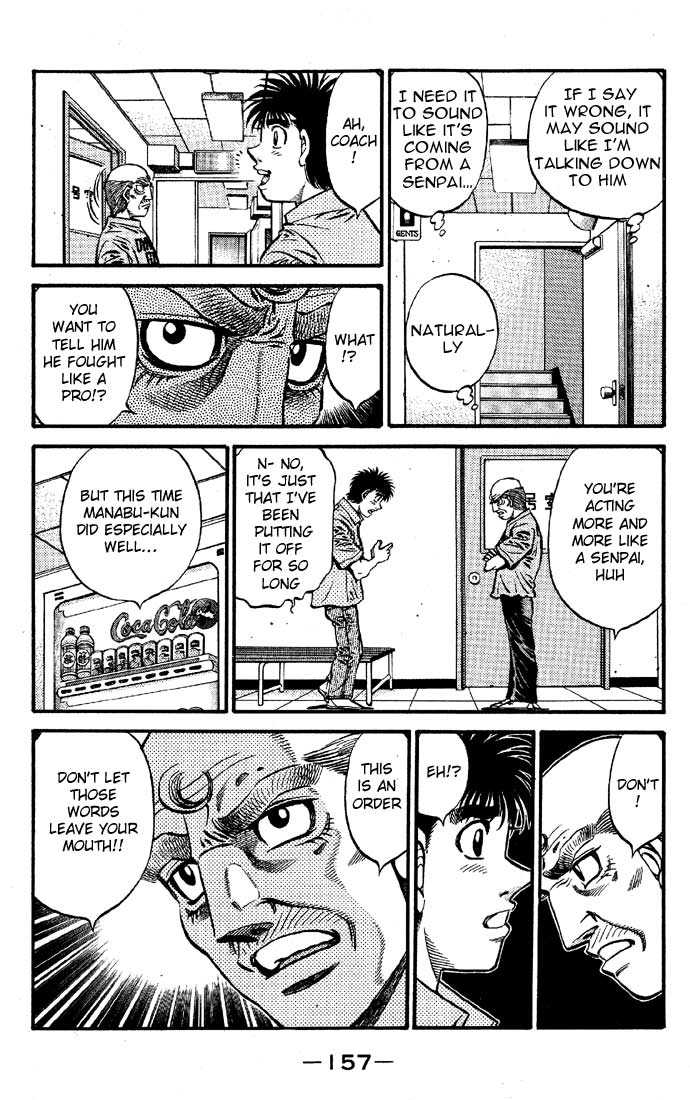 IF I SAY
IT WRONG, IT
MAY SOUND
LIKE I'M
TALKING DOWN
TO HIM
I NEED IT
TO SOUND
LIKE IT'S
COMING
FROM A
SENPAI...
GENTS
NATURAL-
LY
AH,
COACH
!
WHAT
!?
YOU
WANT TO
TELL HIM
HE FOUGHT
LIKE A
PRO!?
YOU'RE
ACTING
MORE AND
MORE LIKE
A SENPAI,
HUH
N- NO,
IT'S JUST
THAT I'VE
BEEN
PUTTING
IT OFF
FOR SO
LONG
BUT THIS TIME
MANABU-KUN
DID ESPECIALLY
WELL...
CocaCola
DON'T
!
EH!?
THIS
IS AN
ORDER
DON'T LET
THOSE
WORDS
LEAVE YOUR
MOUTH!!
—157—